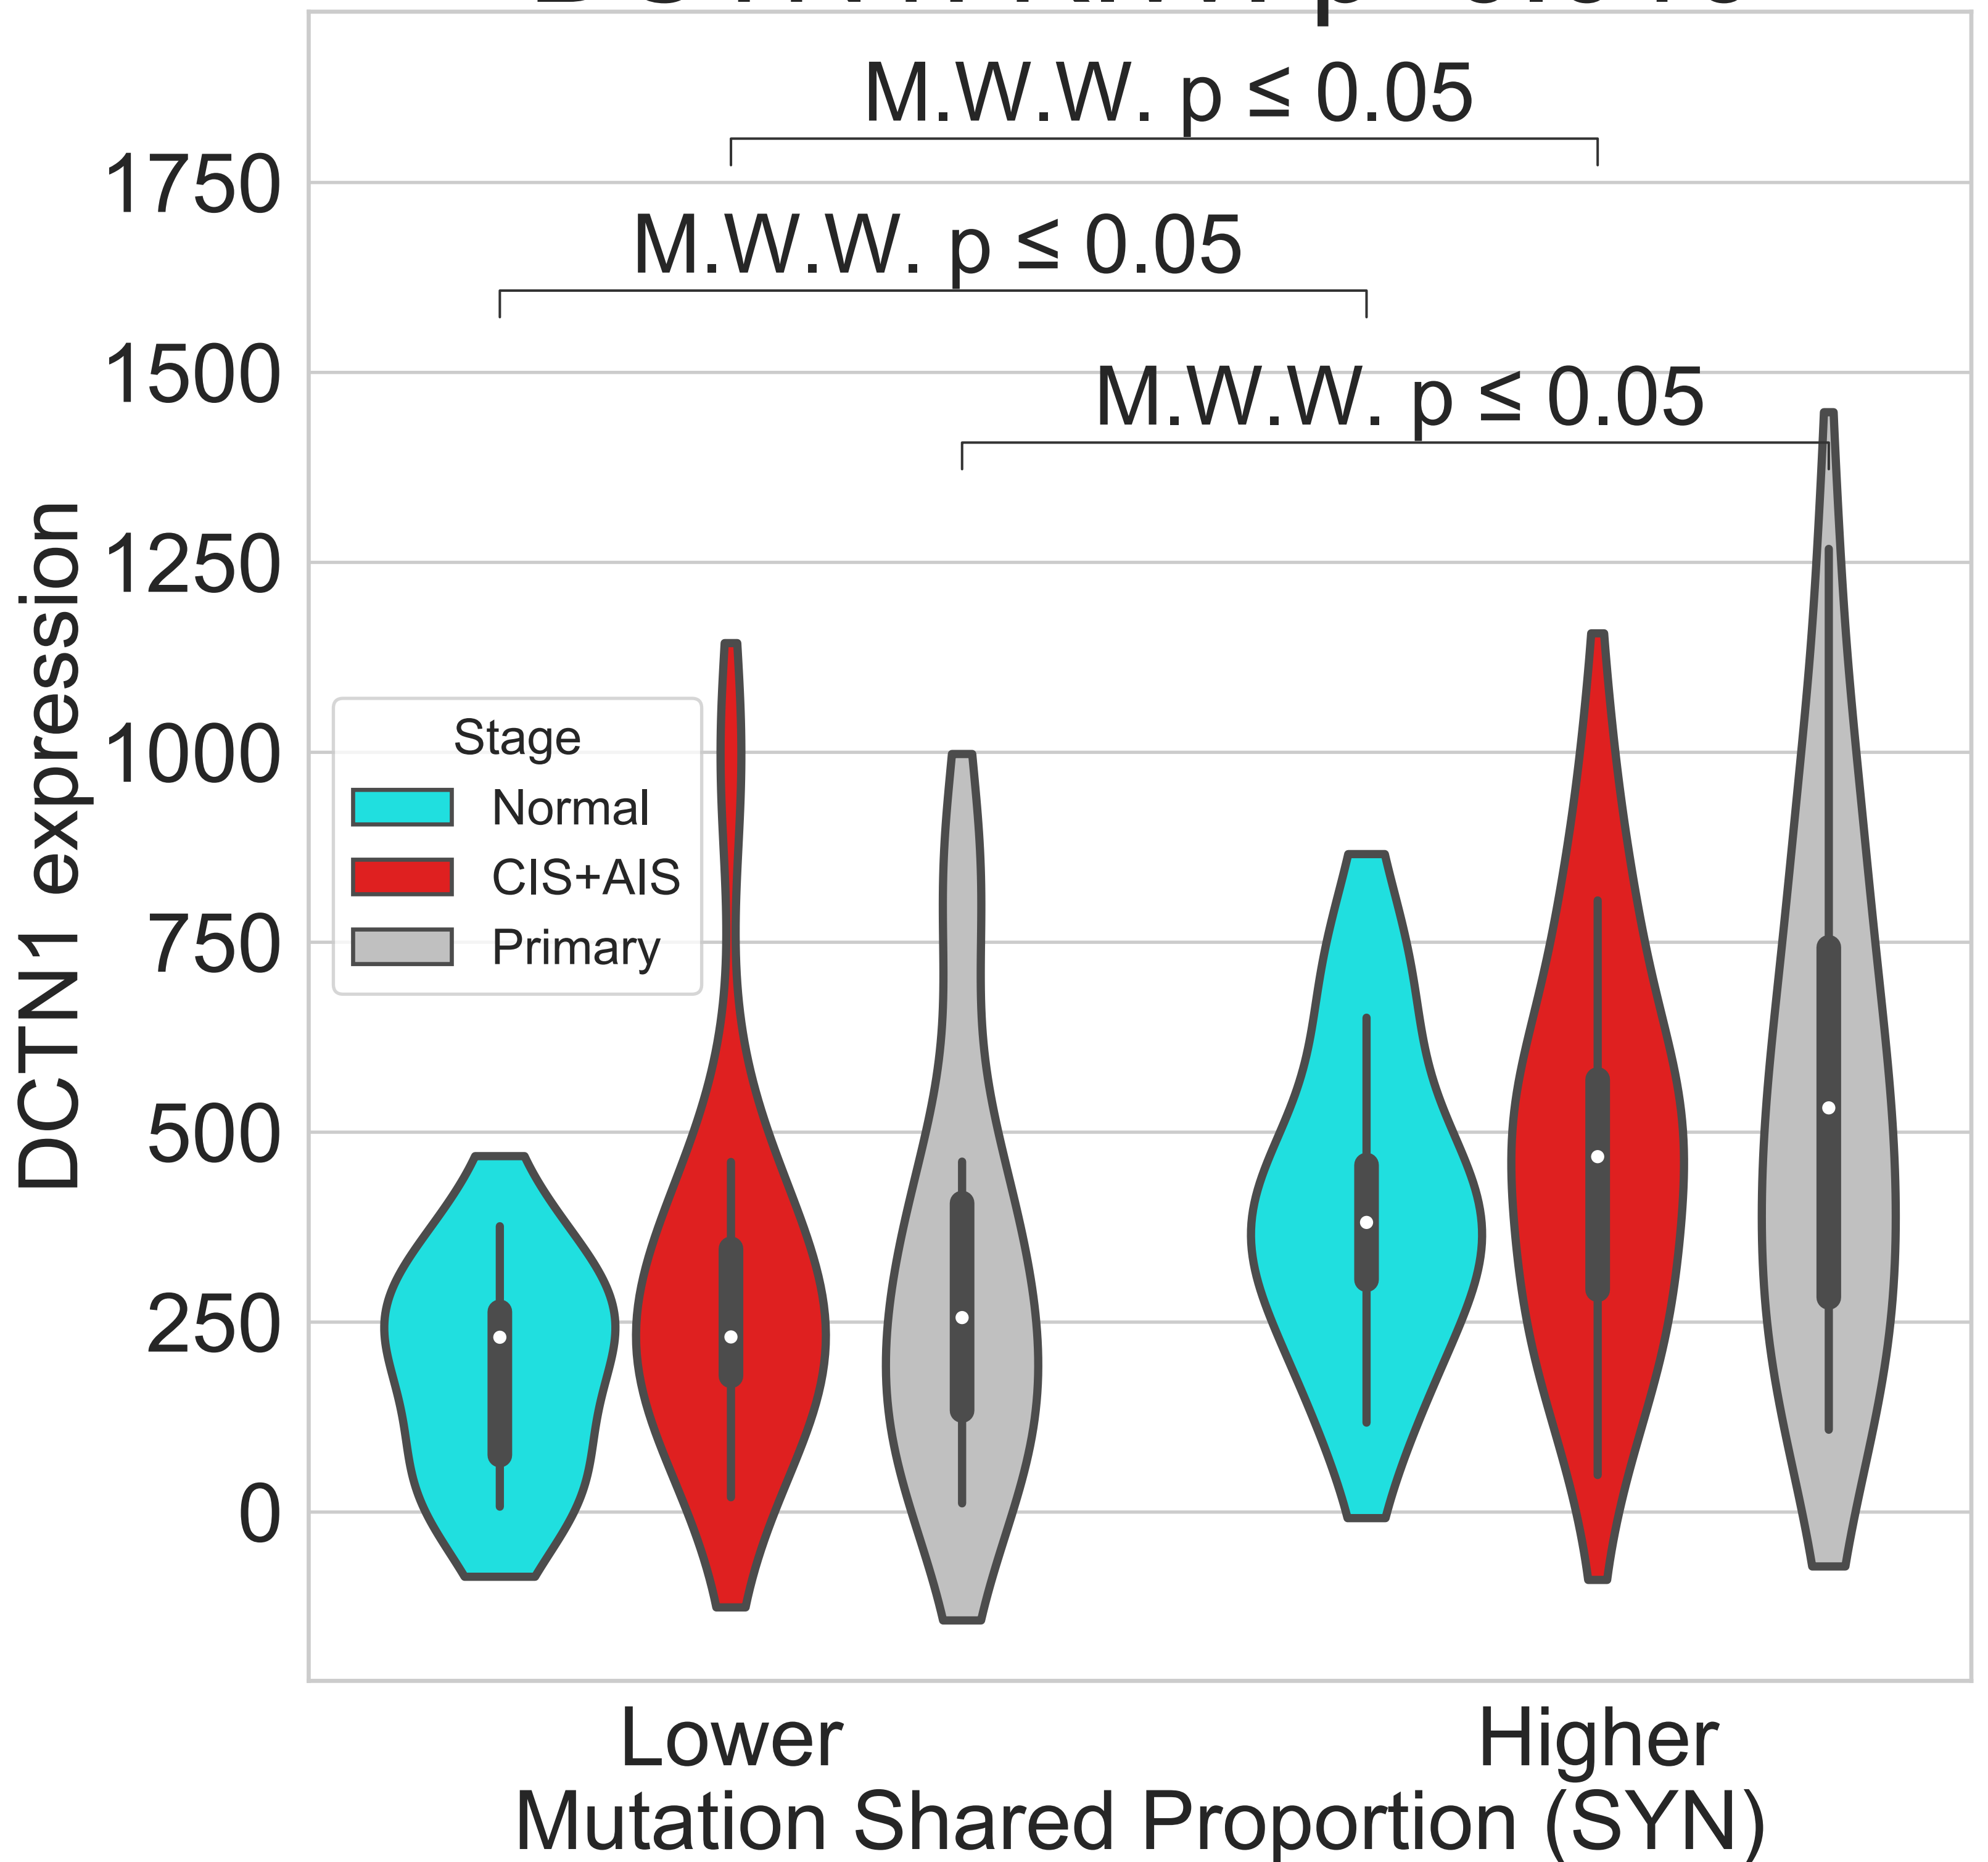 M.W.W. p ≤ 0.05
1750
M.W.W. p ≤ 0.05
1500
M.W.W. p ≤ 0.05
1250
1000
750
500
250
0
DCTN1 expression
Stage
Normal
CIS+AIS
Primary
Lower
Higher
Mutation Shared Proportion (SYN)